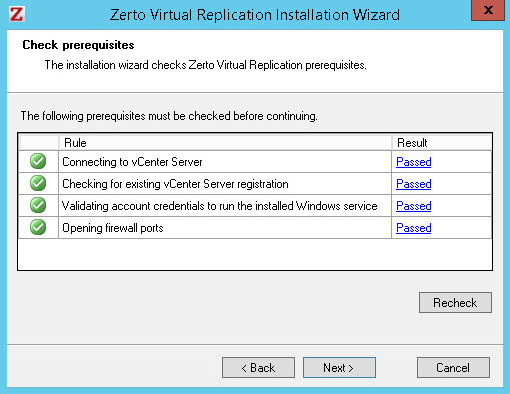 Z Zerto Virtual Replication Installation Wizard x
Check prerequisites
The installation wizard checks Zerto Virtual Replication prerequisites.
The following prerequisites must be checked before continuing.
Rule Result
Connecting to vCenter Server Passed
Checking for existing vCenter Server registration Passed
Validating account credentials to run the installed Windows service Passed
Opening firewall ports Passed
Recheck
< Back Next > Cancel